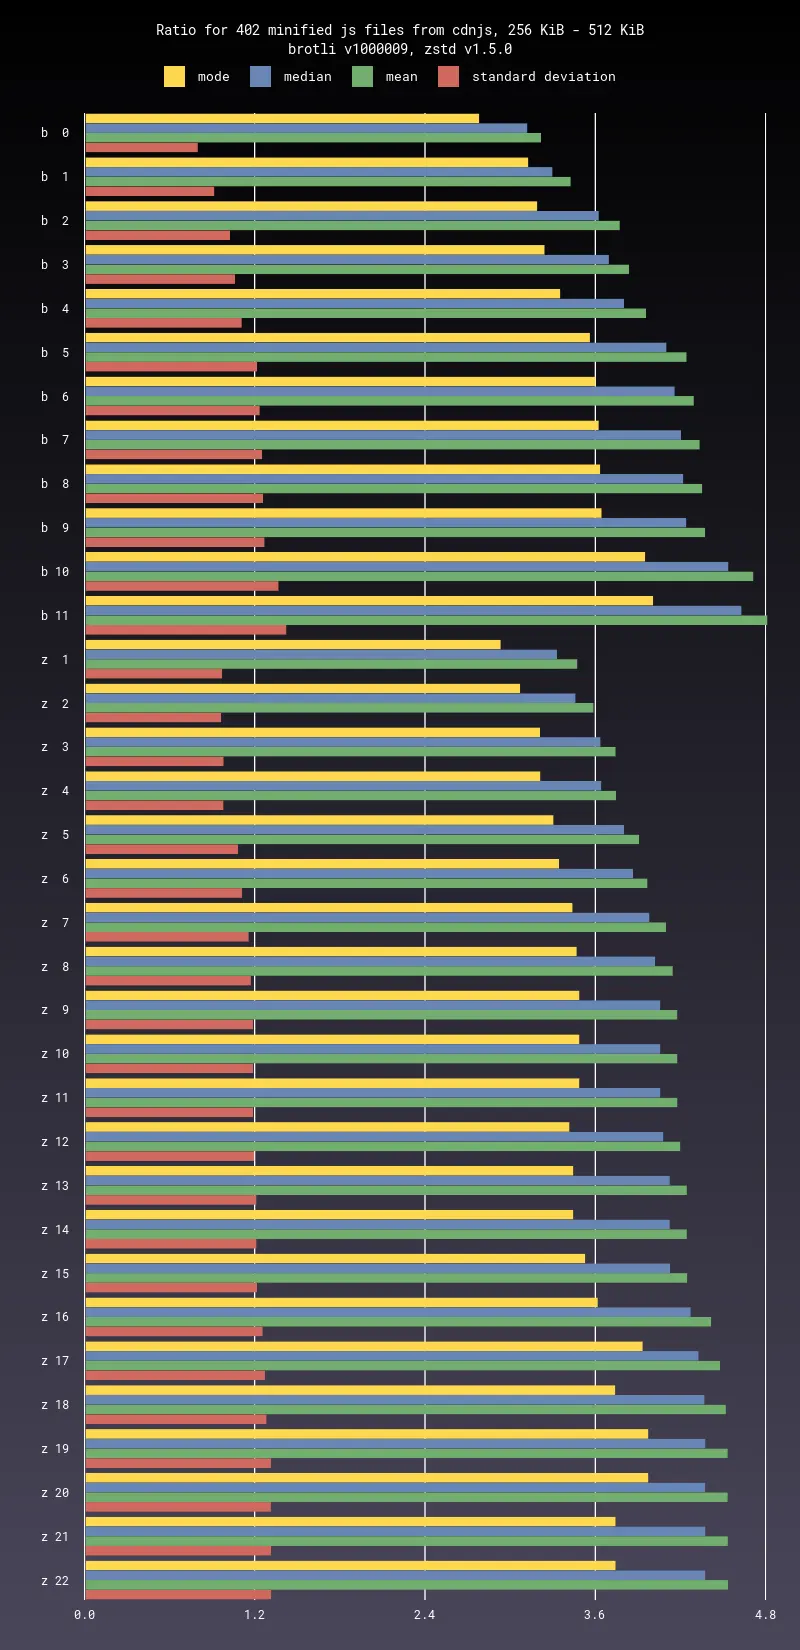 Ratio for 402 minified js files from cdnjs, 256 KiB - 512 KiB
brotli v1000009, zstd v1.5.0
mode median mean standard deviation
b 0
b 1
b 2
b 3
b 4
b 5
b 6
b 7
b 8
b 9
b 10
b 11
z 1
z 2
z 3
z 4
z 5
z 6
z 7
z 8
z 9
z 10
z 11
z 12
z 13
z 14
z 15
z 16
z 17
z 18
z 19
z 20
z 21
z 22
0.0 1.2 2.4 3.6 4.8